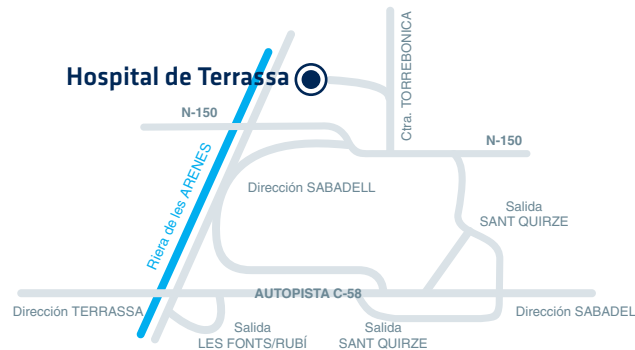 Ctra. TORREBONICA
Hospital de Terrassa
N-150
N-150
Riera de les ARENES
Dirección SABADELL
Salida
SANT QUIRZE
AUTOPISTA C-58
Dirección TERRASSA
Dirección SABADEL
Salida
LES FONTS/RUBÍ
Salida
SANT QUIRZE